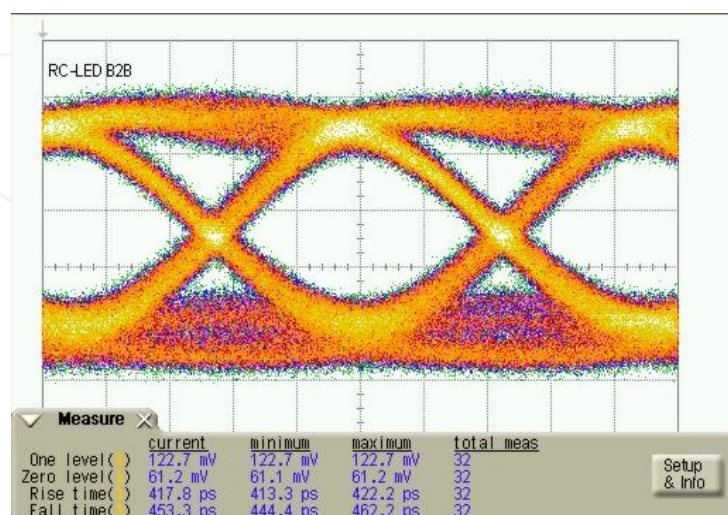 RC-LED B2B
Measure
current minimum maximum total meas
One level( ) 122.7 mV 122.7 mV 122.7 mV 32
Zero level( ) 61.2 mV 61.1 mV 61.2 mV 32
Rise time( ) 417.8 ps 413.3 ps 422.2 ps 32
Fall time( ) 453.3 ps 444.4 ps 462.2 ps 32
Setup
& Info